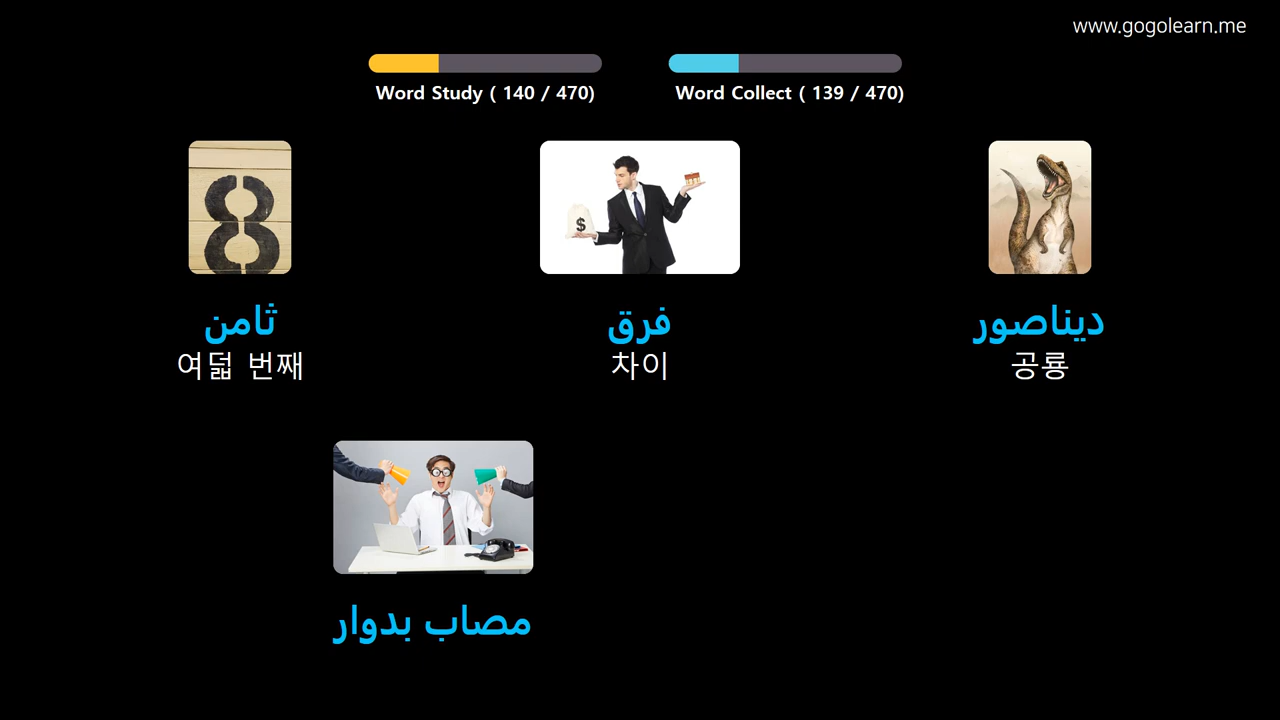 www.gogolearn.me
Word Study ( 140 / 470)
Word Collect ( 139 / 470)
8
$
ثامن
여덟 번째
فرق
차이
ديناصور
공룡
مصاب بدوار